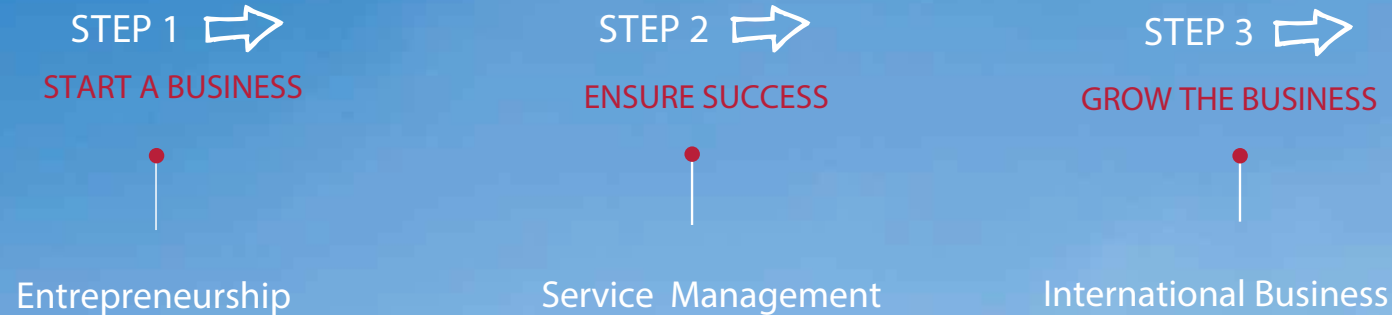 STEP 1
START A BUSINESS
Entrepreneurship
STEP 2
ENSURE SUCCESS
Service Management
STEP 3
GROW THE BUSINESS
International Business